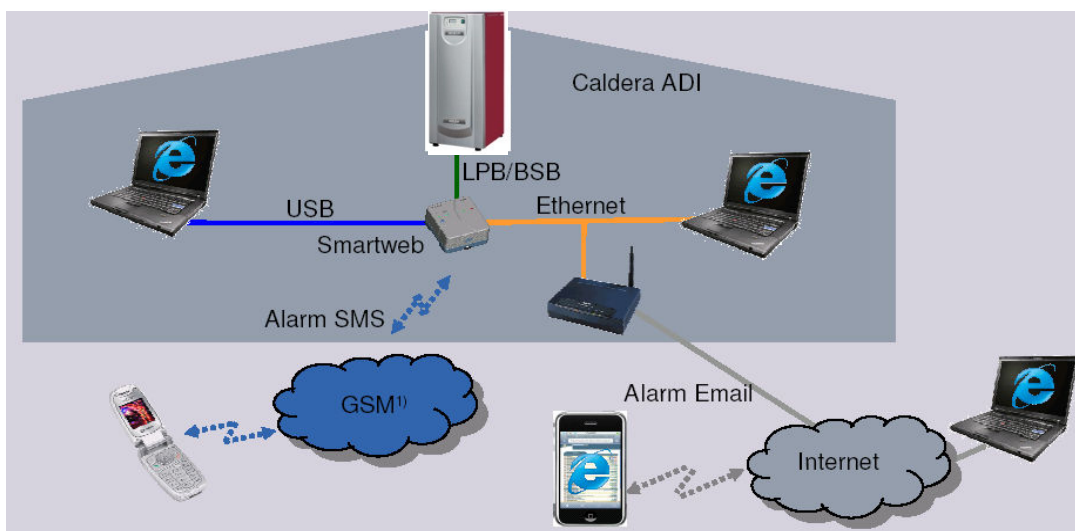 Caldera ADI
LPB/BSB
USB
Ethernet
Smartweb
Alarm SMS
GSM¹⁾
Alarm Email
Internet